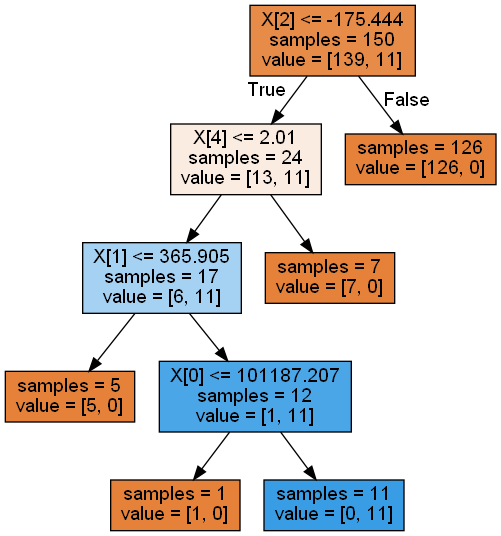 X[2] <= -175.444
samples = 150
value = [139, 11]
True
False
X[4] <= 2.01
samples = 24
value = [13, 11]
samples = 126
value = [126, 0]
X[1] <= 365.905
samples = 17
value = [6, 11]
samples = 7
value = [7, 0]
samples = 5
value = [5, 0]
X[0] <= 101187.207
samples = 12
value = [1, 11]
samples = 1
value = [1, 0]
samples = 11
value = [0, 11]